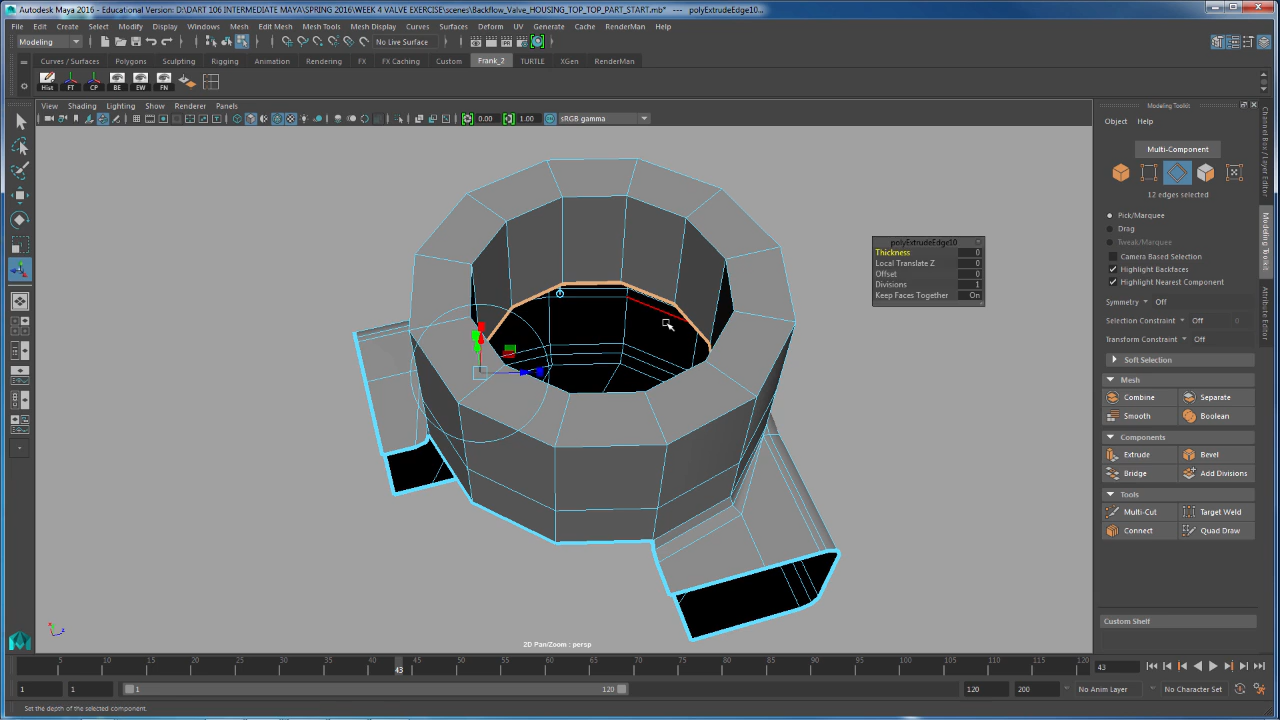 Autodesk Maya 2016 - Educational Version: D:\DART 106 INTERMEDIATE MAYA\SPRING 2016\WEEK 4 VALVE EXERCISE\scenes\Backflow_Valve_HOUSING_TOP_TOP_PART_START.mb* --- polyExtrudeEdge10...
File Edit Create Select Modify Display Windows Mesh Edit Mesh Mesh Tools Mesh Display Curves Surfaces Deform UV Generate Cache RenderMan Help
Modeling No Live Surface
Curves / Surfaces Polygons Sculpting Rigging Animation Rendering FX FX Caching Custom Frank_2 TURTLE XGen RenderMan
Hist FT CP BE EW FN
View Shading Lighting Show Renderer Panels
0.00 1.00 sRGB gamma
polyExtrudeEdge10
Thickness 0
Local Translate Z 0
Offset 0
Divisions 1
Keep Faces Together On
2D Pan/Zoom : persp
Modeling Toolkit
Object Help
Multi-Component
12 edges selected
Pick/Marquee
Drag
Tweak/Marquee
Camera Based Selection
Highlight Backfaces
Highlight Nearest Component
Symmetry Off
Selection Constraint Off 0
Transform Constraint Off
Soft Selection
Mesh
Combine Separate
Smooth Boolean
Components
Extrude Bevel
Bridge Add Divisions
Tools
Multi-Cut Target Weld
Connect Quad Draw
Custom Shelf
Channel Box / Layer Editor
Modeling Toolkit
Attribute Editor
5 10 15 20 25 30 35 40 43 45 50 55 60 65 70 75 80 85 90 95 100 105 110 115 120 43
1 1 1 120 120 200 No Anim Layer No Character Set
Set the depth of the selected component.